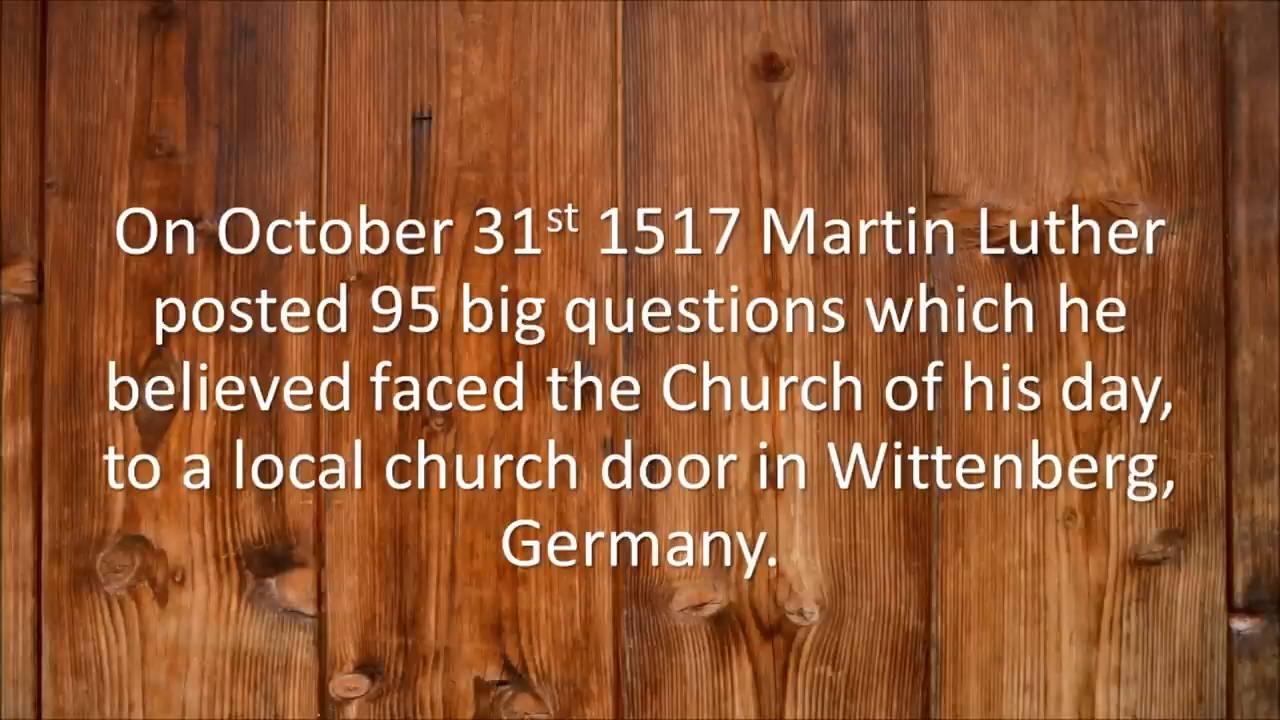 On October 31st 1517 Martin Luther
posted 95 big questions which he
believed faced the Church of his day,
to a local church door in Wittenberg,
Germany.